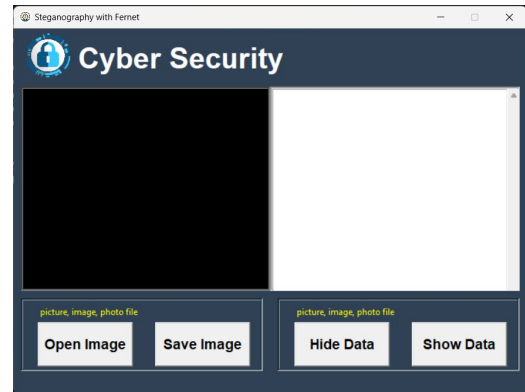 Steganography with Fernet
Cyber Security
picture, image, photo file
Open Image Save Image
picture, image, photo file
Hide Data Show Data